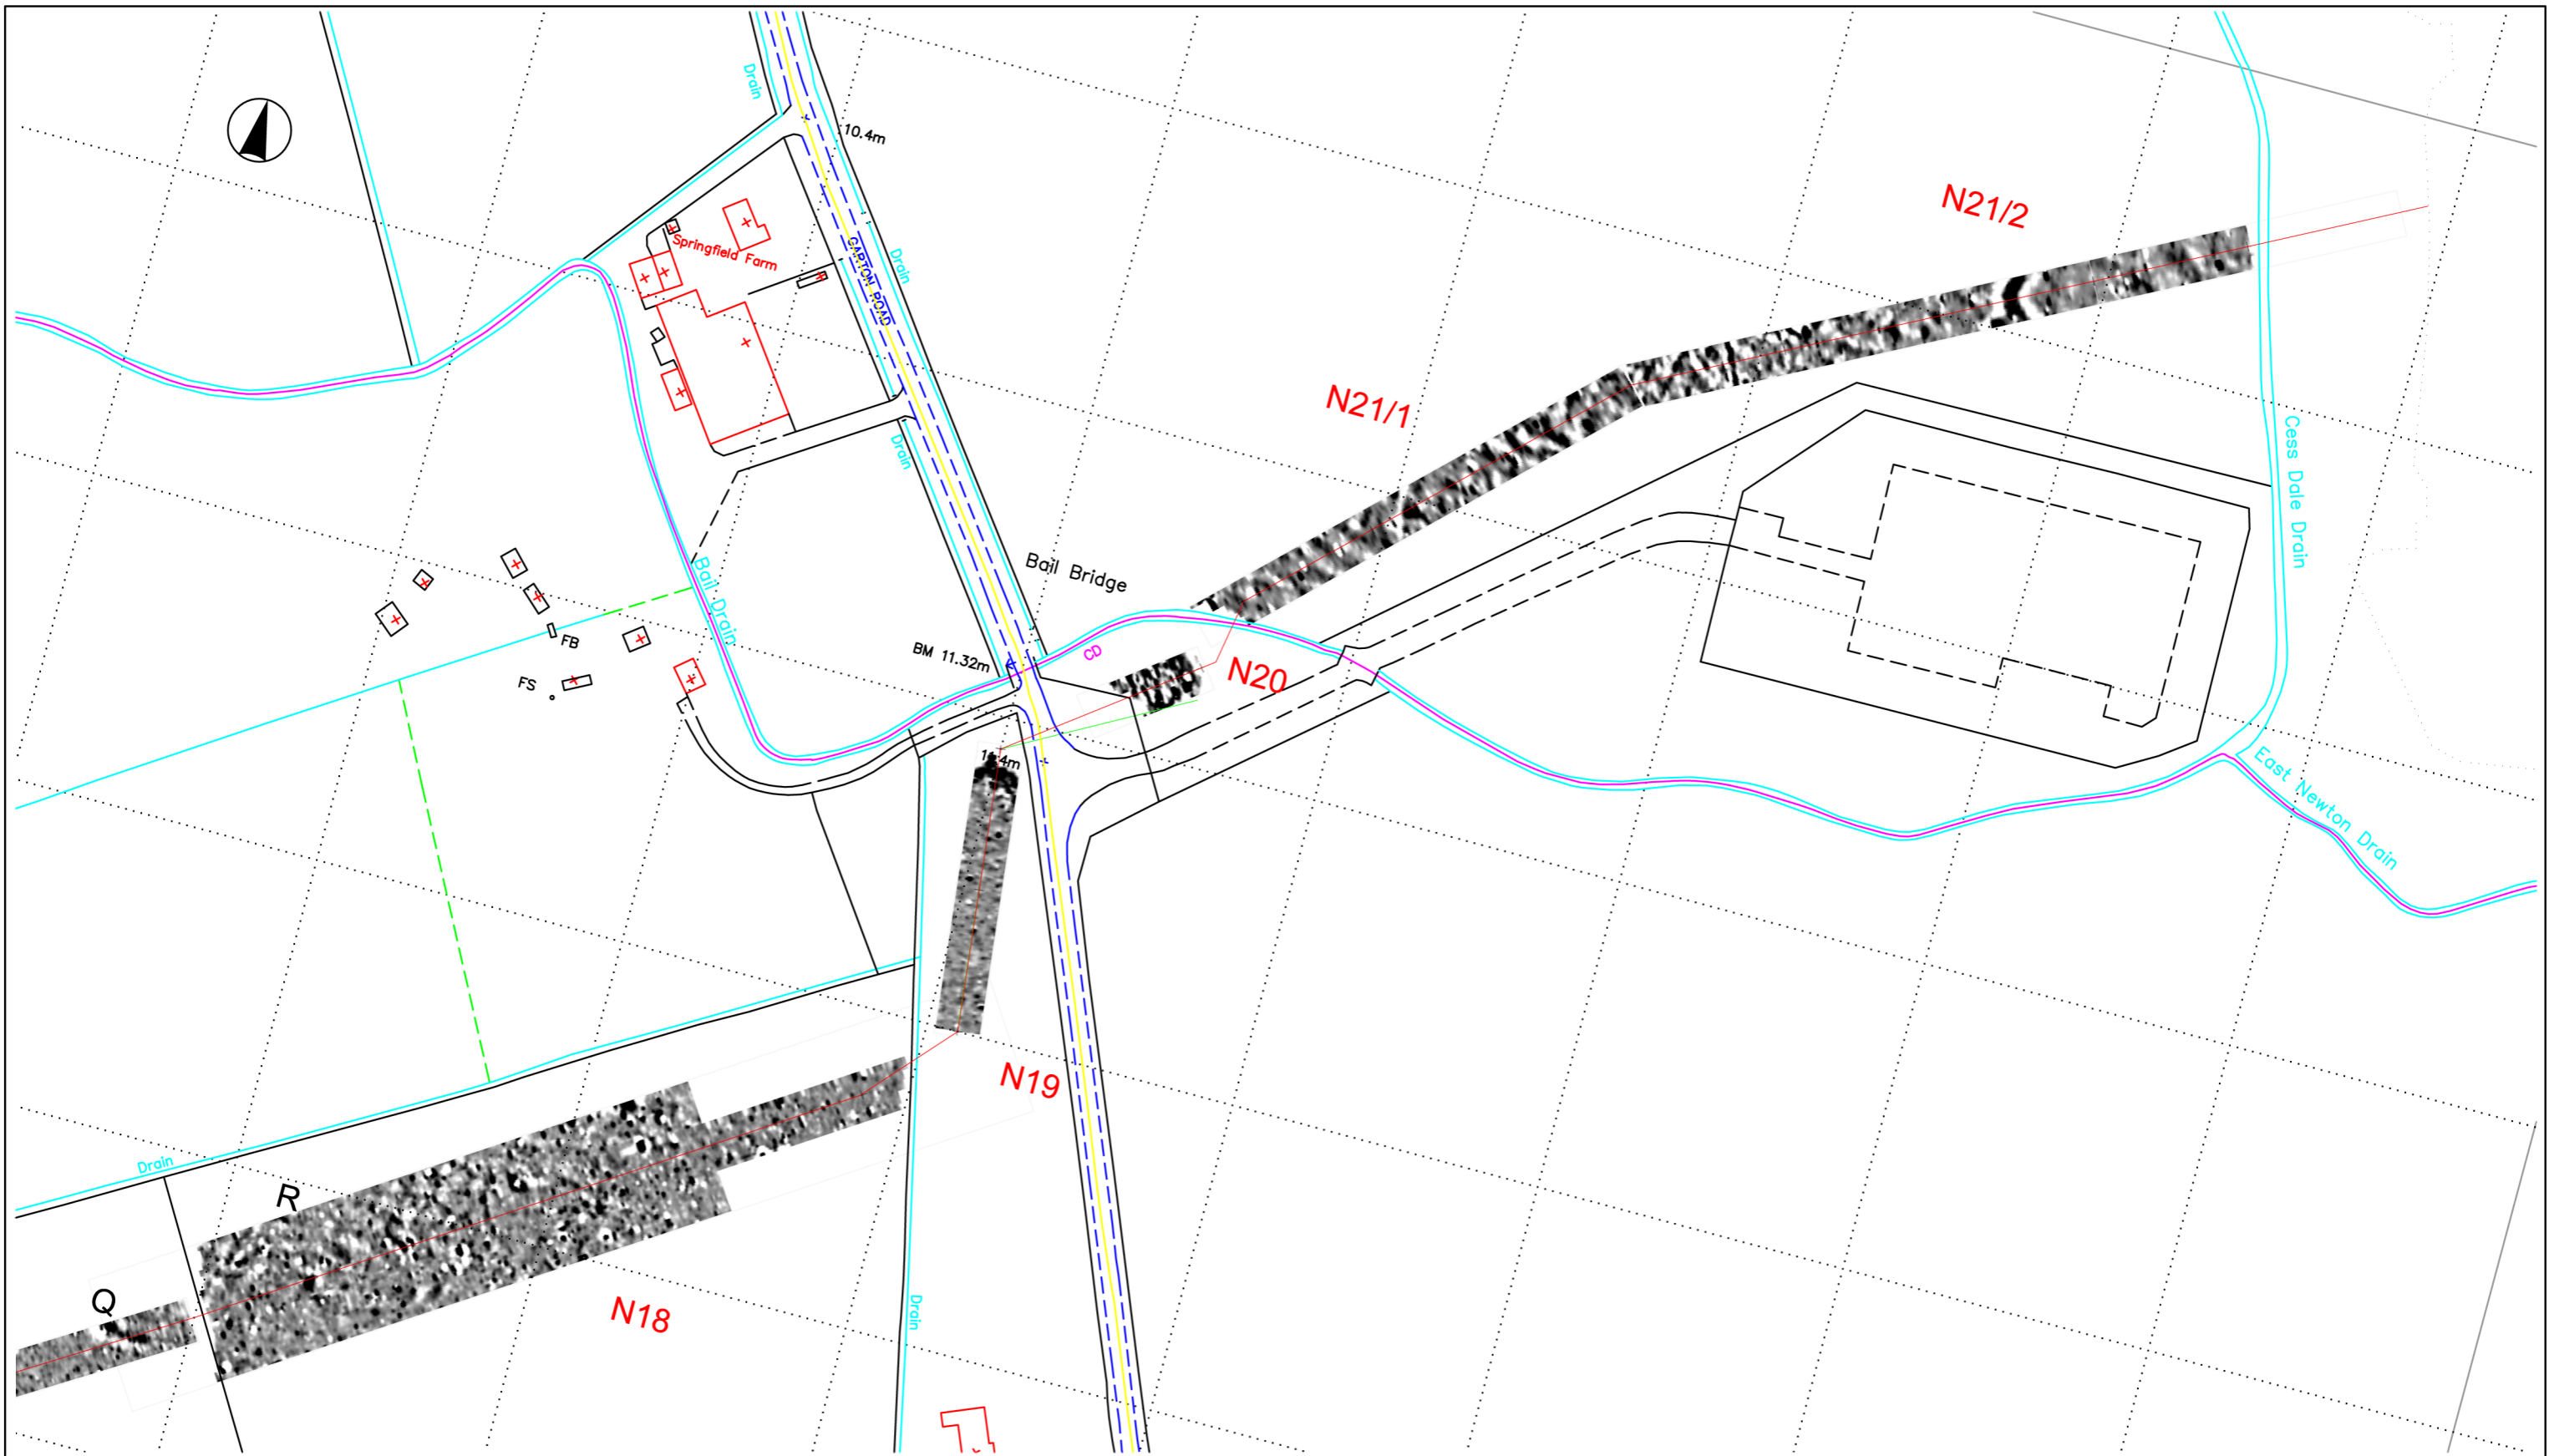 Drain
10.4m
N21/2
Springfield Farm
GARTON ROAD
Drain
N21/1
Drain
Cess Dale Drain
Bail Bridge
Bail Drain
FB
BM 11.32m
CD
N20
FS
East Newton Drain
N19
Drain
R
Q
N18
Drain